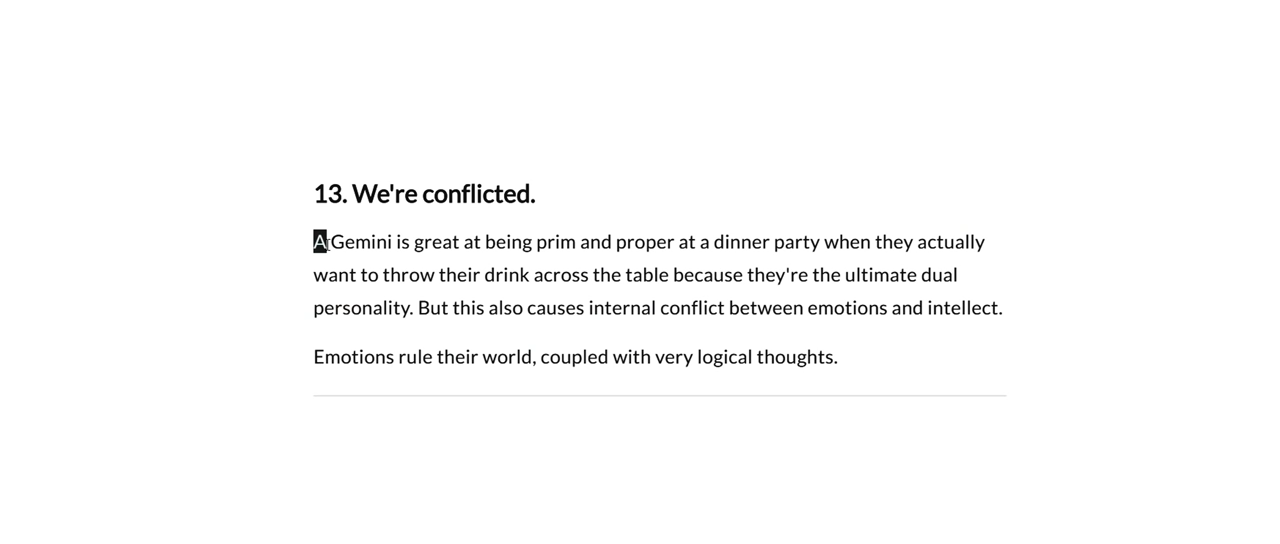 13. We're conflicted.
A Gemini is great at being prim and proper at a dinner party when they actually
want to throw their drink across the table because they're the ultimate dual
personality. But this also causes internal conflict between emotions and intellect.
Emotions rule their world, coupled with very logical thoughts.